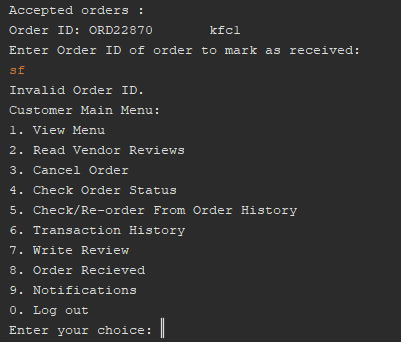 Accepted orders :
Order ID: ORD22870 kfc1
Enter Order ID of order to mark as received:
sf
Invalid Order ID.
Customer Main Menu:
1. View Menu
2. Read Vendor Reviews
3. Cancel Order
4. Check Order Status
5. Check/Re-order From Order History
6. Transaction History
7. Write Review
8. Order Recieved
9. Notifications
0. Log out
Enter your choice: